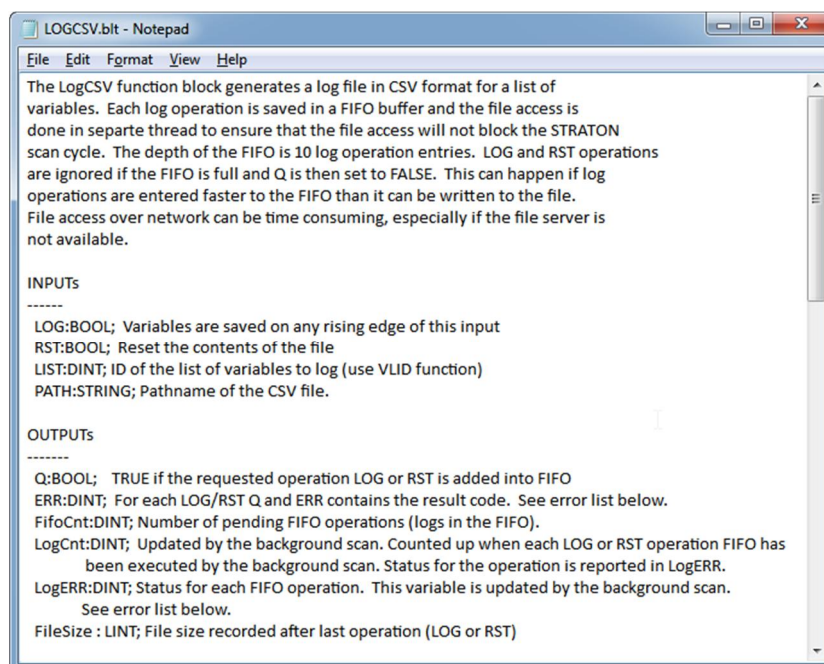 LOGCSV.blt - Notepad
File Edit Format View Help
The LogCSV function block generates a log file in CSV format for a list of
variables. Each log operation is saved in a FIFO buffer and the file access is
done in separte thread to ensure that the file access will not block the STRATON
scan cycle. The depth of the FIFO is 10 log operation entries. LOG and RST operations
are ignored if the FIFO is full and Q is then set to FALSE. This can happen if log
operations are entered faster to the FIFO than it can be written to the file.
File access over network can be time consuming, especially if the file server is
not available.
INPUTs
------
LOG:BOOL; Variables are saved on any rising edge of this input
RST:BOOL; Reset the contents of the file
LIST:DINT; ID of the list of variables to log (use VLID function)
PATH:STRING; Pathname of the CSV file.
OUTPUTs
-------
Q:BOOL; TRUE if the requested operation LOG or RST is added into FIFO
ERR:DINT; For each LOG/RST Q and ERR contains the result code. See error list below.
FifoCnt:DINT; Number of pending FIFO operations (logs in the FIFO).
LogCnt:DINT; Updated by the background scan. Counted up when each LOG or RST operation FIFO has
been executed by the background scan. Status for the operation is reported in LogERR.
LogERR:DINT; Status for each FIFO operation. This variable is updated by the background scan.
See error list below.
FileSize : LINT; File size recorded after last operation (LOG or RST)